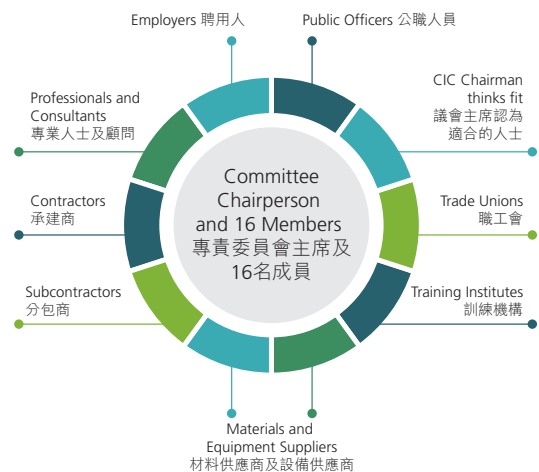 Employers 聘用人
Public Officers 公職人員
Professionals and
Consultants
專業人士及顧問
CIC Chairman
thinks fit
議會主席認為
適合的人士
Committee
Chairperson
and 16 Members
專責委員會主席及
16名成員
Contractors
承建商
Trade Unions
職工會
Subcontractors
分包商
Training Institutes
訓練機構
Materials and
Equipment Suppliers
材料供應商及設備供應商